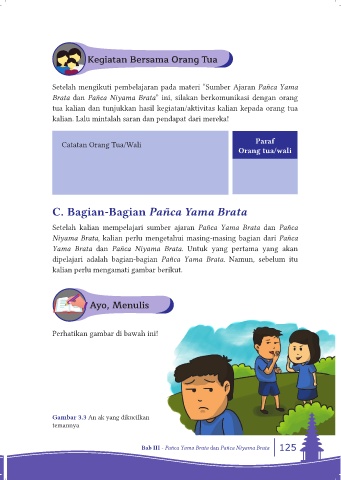 Kegiatan Bersama Orang Tua
Setelah mengikuti pembelajaran pada materi "Sumber Ajaran Pañca Yama
Brata dan Pañca Niyama Brata" ini, silakan berkomunikasi dengan orang
tua kalian dan tunjukkan hasil kegiatan/aktivitas kalian kepada orang tua
kalian. Lalu mintalah saran dan pendapat dari mereka!
Catatan Orang Tua/Wali
Paraf
Orang tua/wali
C. Bagian-Bagian Pañca Yama Brata
Setelah kalian mempelajari sumber ajaran Pañca Yama Brata dan Pañca
Niyama Brata, kalian perlu mengetahui masing-masing bagian dari Pañca
Yama Brata dan Pañca Niyama Brata. Untuk yang pertama yang akan
dipelajari adalah bagian-bagian Pañca Yama Brata. Namun, sebelum itu
kalian perlu mengamati gambar berikut.
Ayo, Menulis
Perhatikan gambar di bawah ini!
Gambar 3.3 An ak yang dikucilkan
temannya
Bab III - Pañca Yama Brata dan Pañca Niyama Brata 125